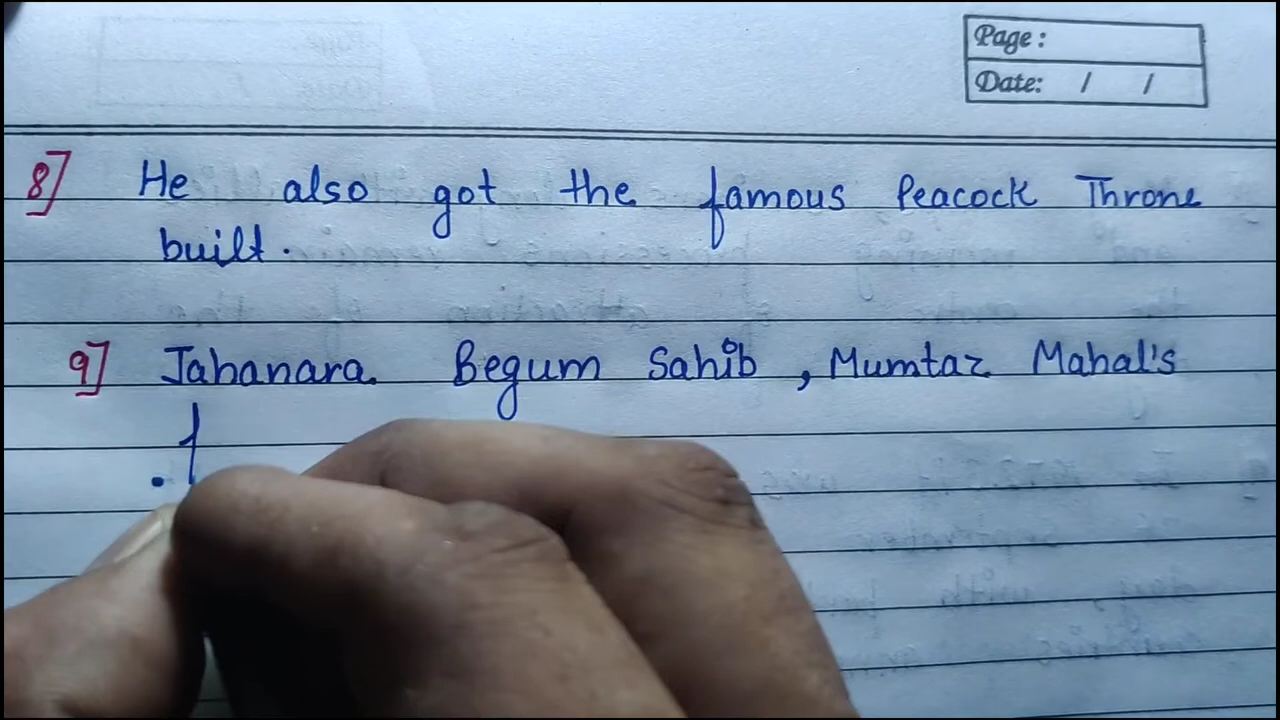 Page :
Date: / /
8] He also got the famous Peacock Throne
built.
9] Jahanara Begum Sahib , Mumtaz Mahal's
f